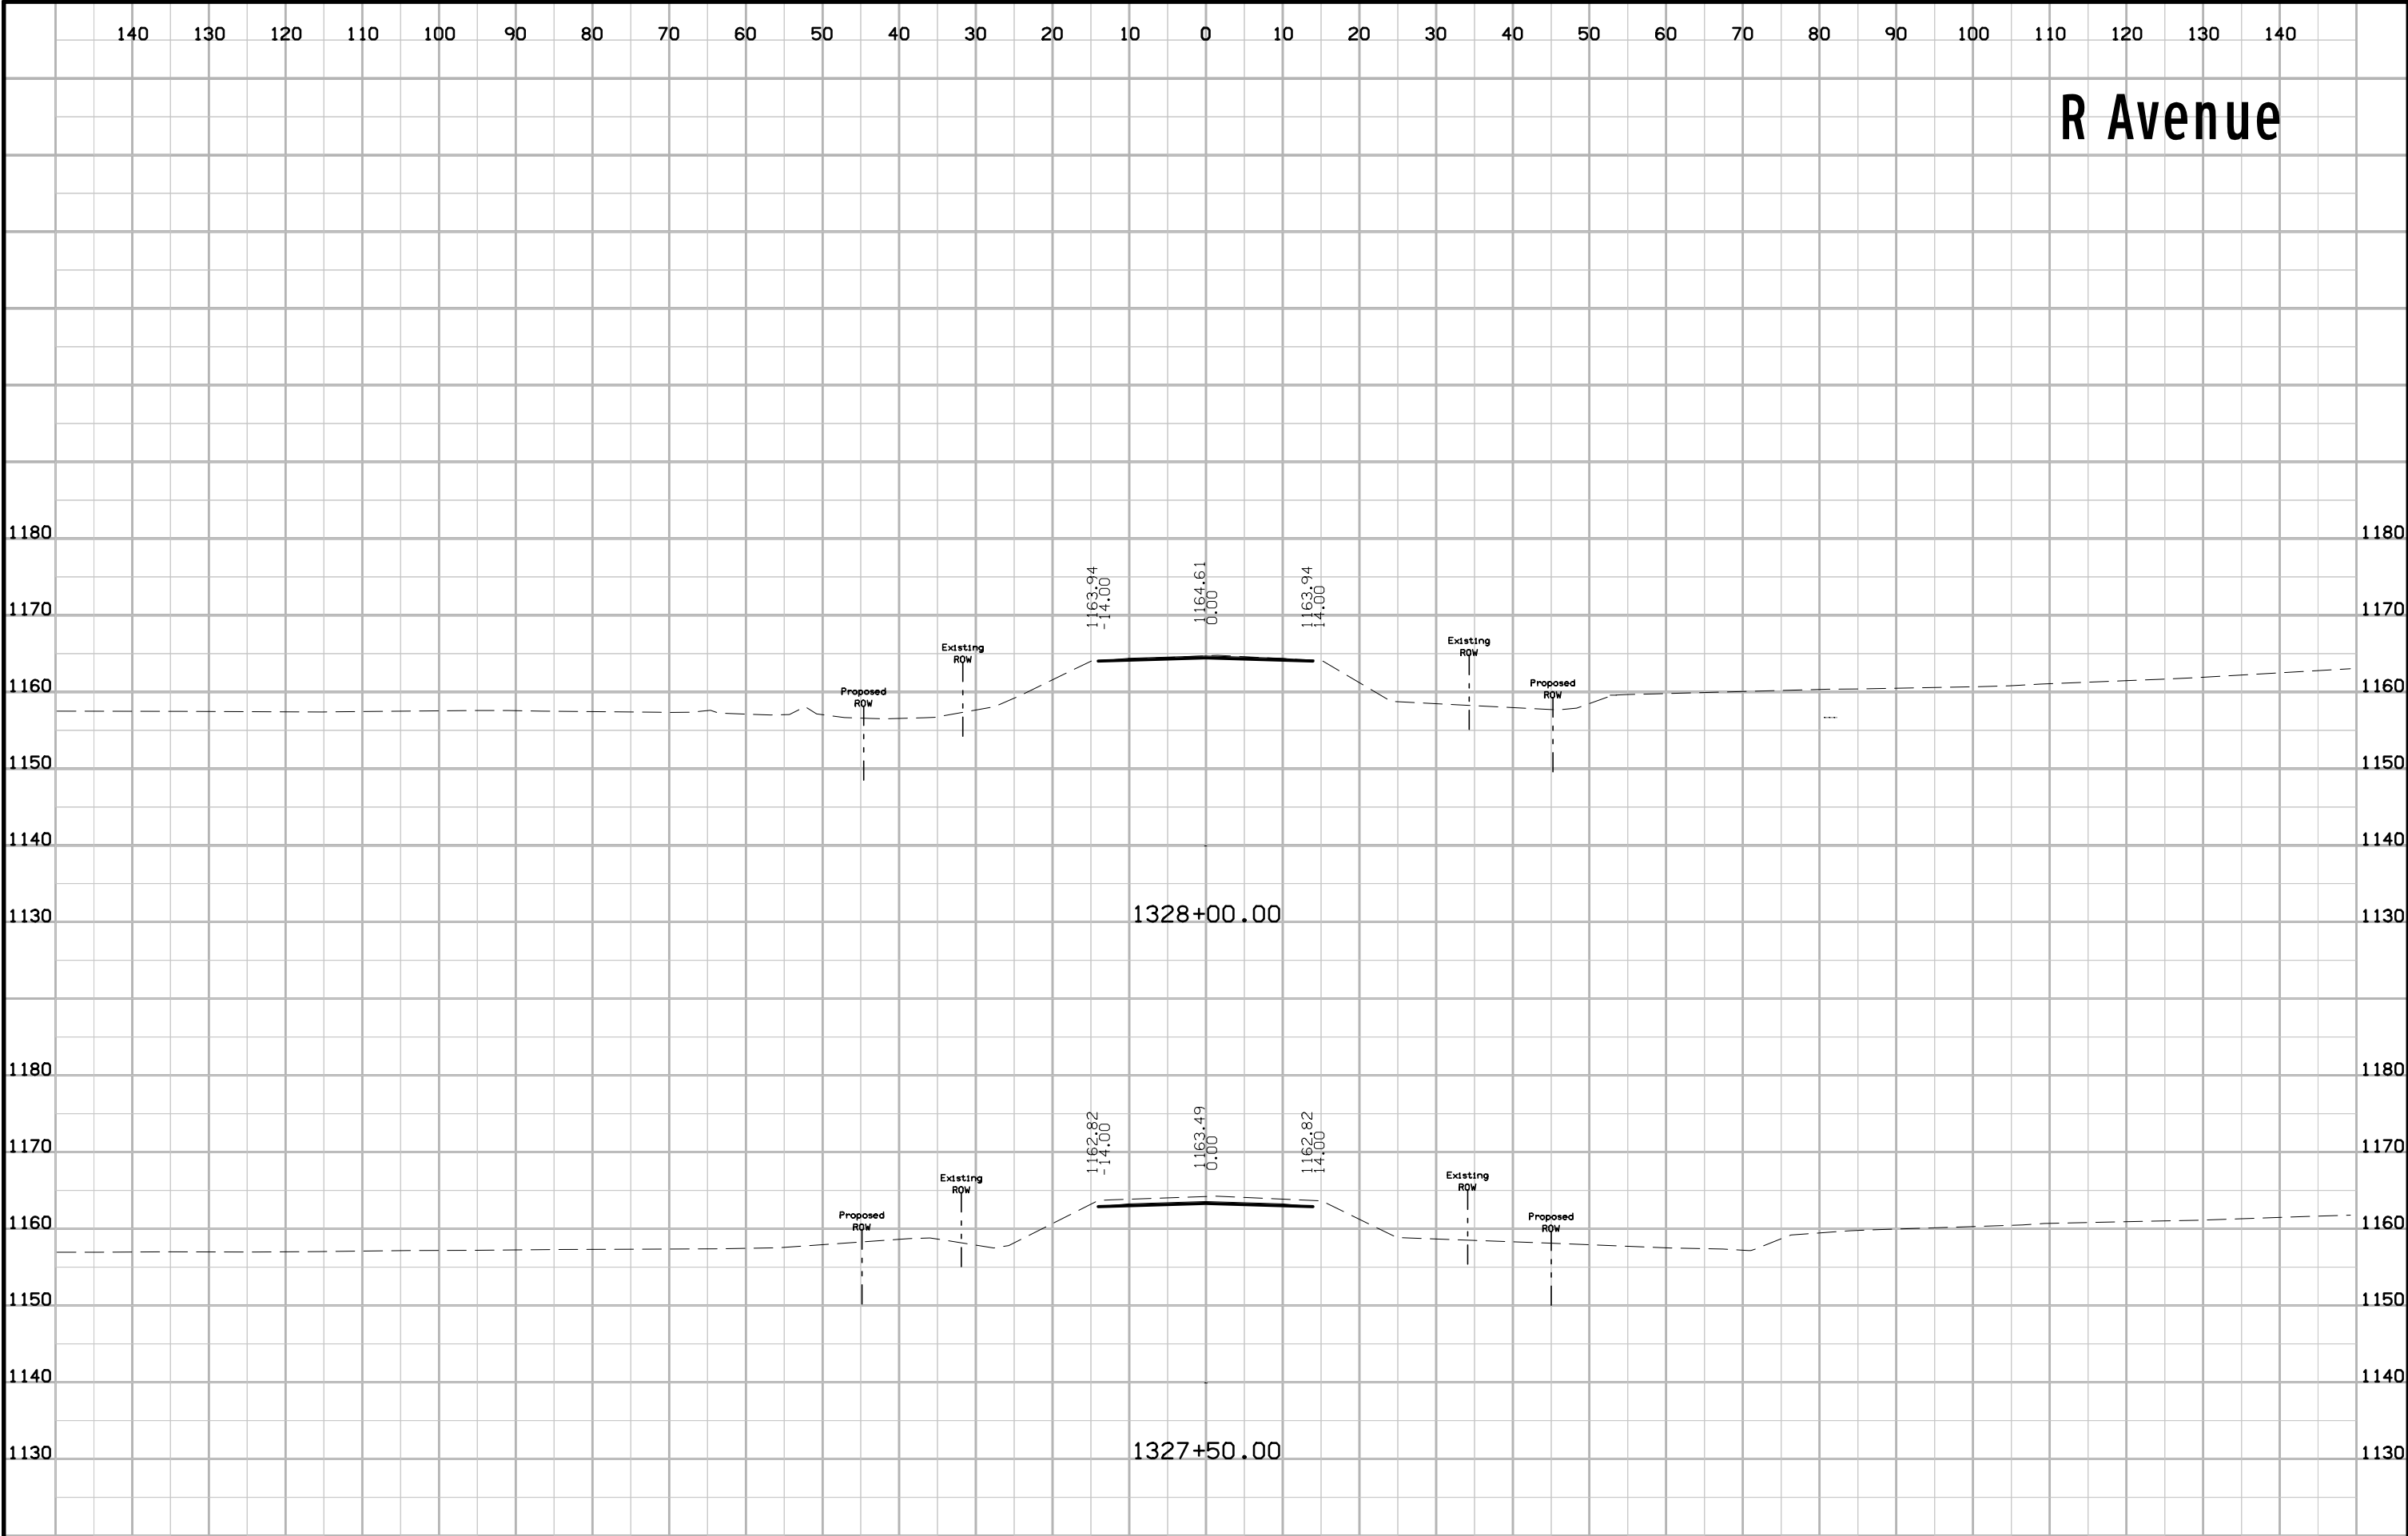 140 130 120 110 100 90 80 70 60 50 40 30 20 10 0 10 20 30 40 50 60 70 80 90 100 110 120 130 140
R Avenue
1180 1180
1163.94
-14.00
1164.61
0.00
1163.94
14.00
1170 1170
Existing
ROW
Existing
ROW
1160 1160
Proposed
ROW
Proposed
ROW
1150 1150
1140 1140
1130 1328+00.00 1130
1180 1180
1162.82
-14.00
1163.49
0.00
1162.82
14.00
1170 1170
Existing
ROW
Existing
ROW
1160 1160
Proposed
ROW
Proposed
ROW
1150 1150
1140 1140
1130 1327+50.00 1130